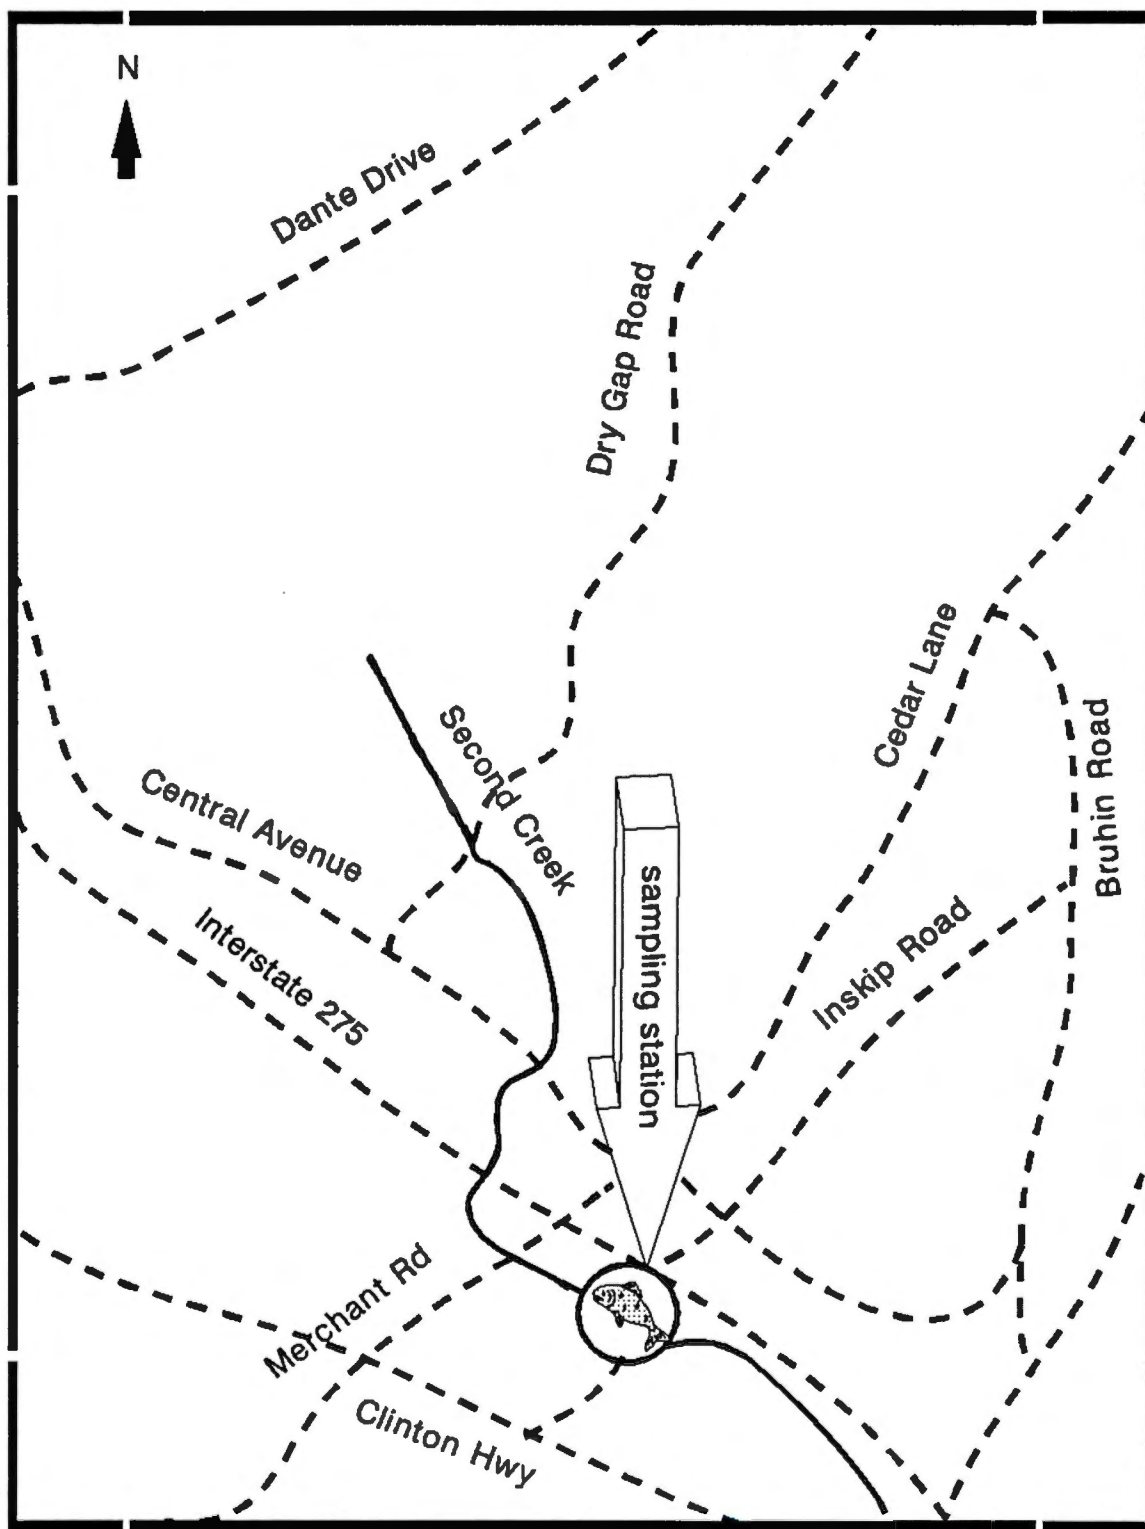 N
Dante Drive
Dry Gap Road
Cedar Lane
Second Creek
Bruhin Road
Central Avenue
sampling station
Interstate 275
Inskip Road
Merchant Rd
Clinton Hwy